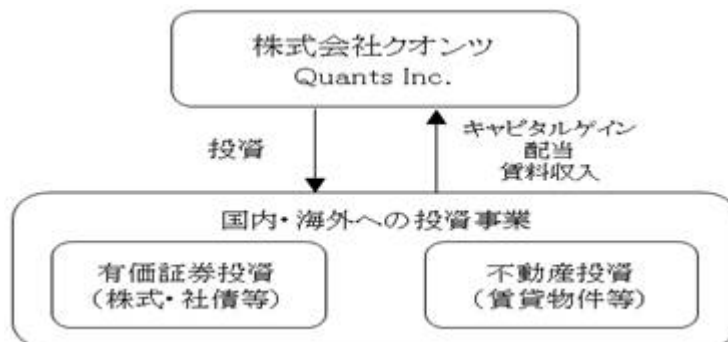 株式会社クオンツ
Quants Inc.
投資
キャピタルゲイン
配当
賃料収入
国内・海外への投資事業
有価証券投資
（株式・社債等）
不動産投資
（賃貸物件等）